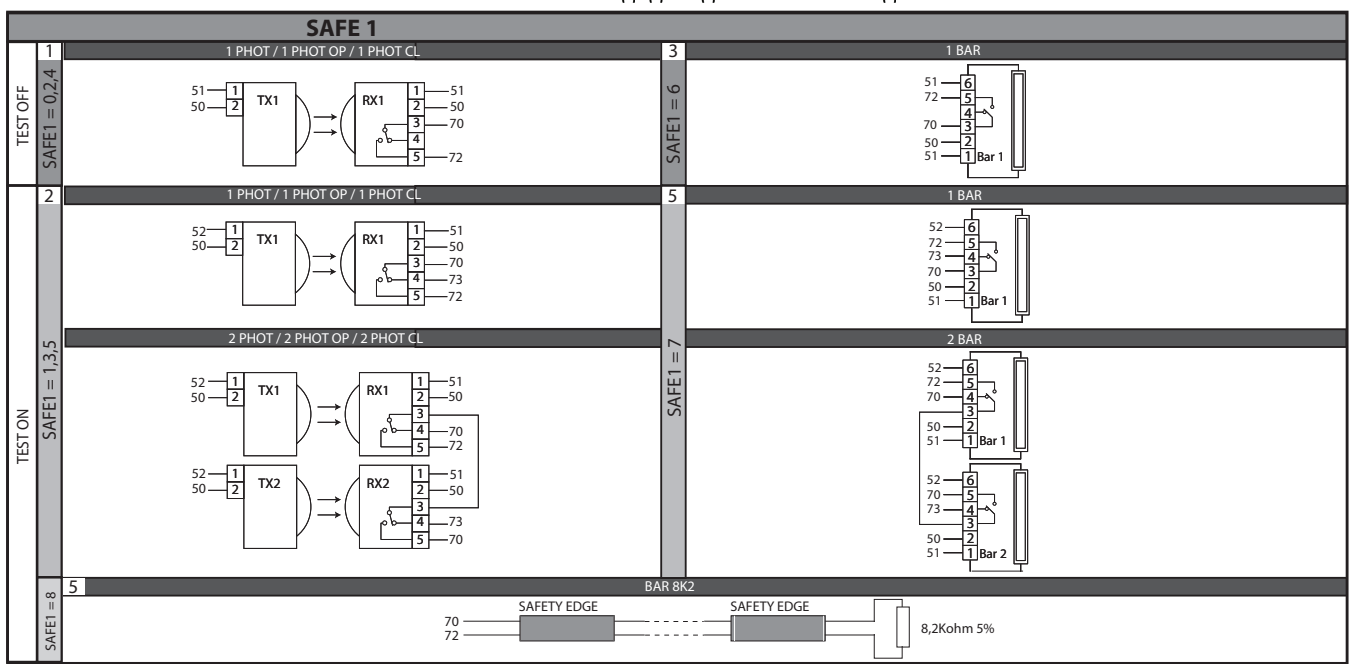 SAFE 1
TEST OFF
SAFE1 = 0,2,4
1
1 PHOT / 1 PHOT OP / 1 PHOT CL
51 1
50 2
TX1
RX1
1 51
2 50
3 70
4
5 72
SAFE1 = 6
3
1 BAR
51 6
72 5
4
70 3
50 2
51 1 Bar 1
TEST ON
SAFE1 = 1,3,5
2
1 PHOT / 1 PHOT OP / 1 PHOT CL
52 1
50 2
TX1
RX1
1 51
2 50
3 70
4 73
5 72
2 PHOT / 2 PHOT OP / 2 PHOT CL
52 1
50 2
TX1
RX1
1 51
2 50
3
4 70
5 72
52 1
50 2
TX2
RX2
1 51
2 50
3
4 73
5 70
SAFE1 = 7
5
1 BAR
52 6
72 5
73 4
70 3
50 2
51 1 Bar 1
2 BAR
52 6
72 5
70 4
3
50 2
51 1 Bar 1
52 6
70 5
73 4
3
50 2
51 1 Bar 2
SAFE1 = 8
5
BAR 8K2
SAFETY EDGE
SAFETY EDGE
70
72
8,2Kohm 5%